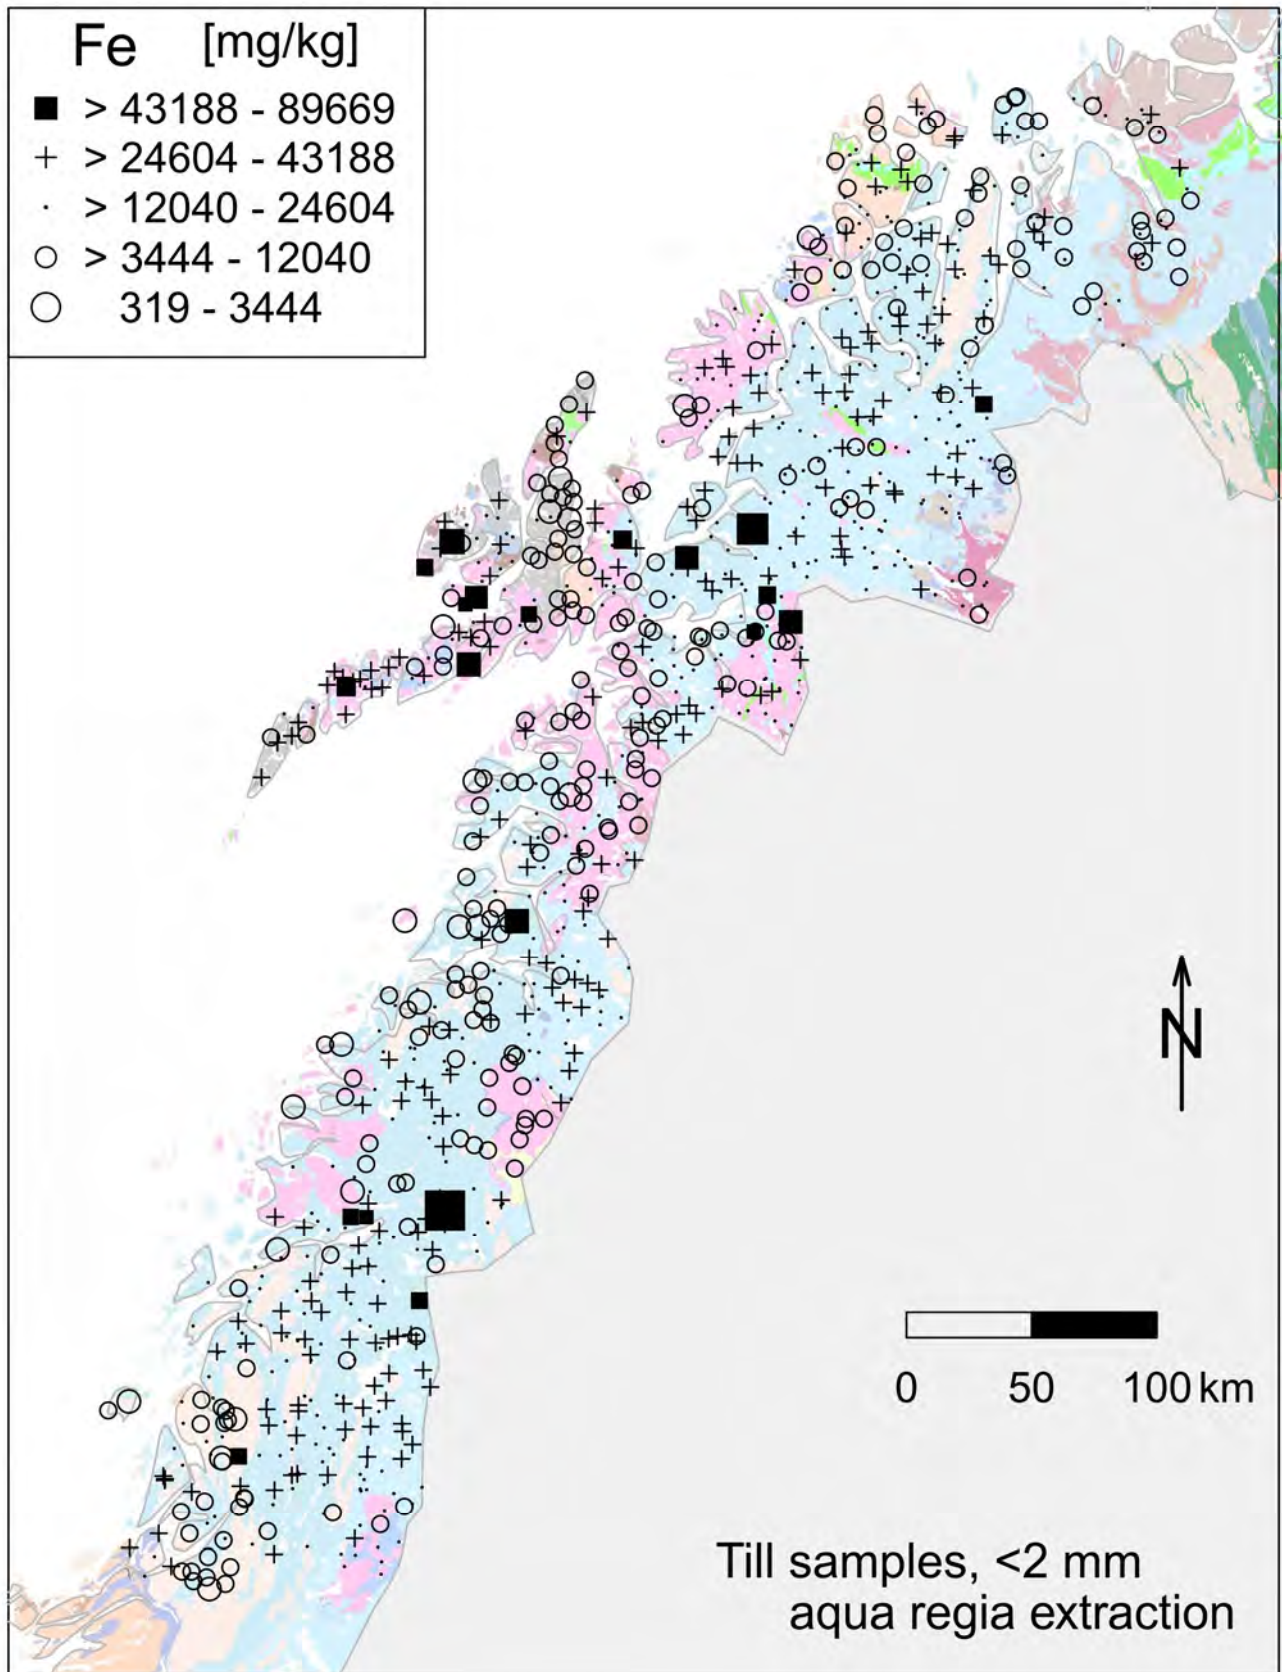 Fe [mg/kg]
> 43188 - 89669
> 24604 - 43188
> 12040 - 24604
> 3444 - 12040
319 - 3444
N
0 50 100 km
Till samples, <2 mm
aqua regia extraction